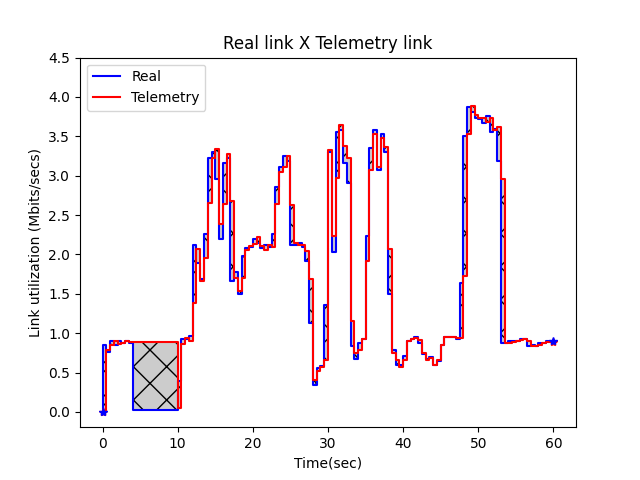 Real link X Telemetry link
Real
Telemetry
Link utilization (Mbits/secs)
4.5
4.0
3.5
3.0
2.5
2.0
1.5
1.0
0.5
0.0
0 10 20 30 40 50 60
Time(sec)